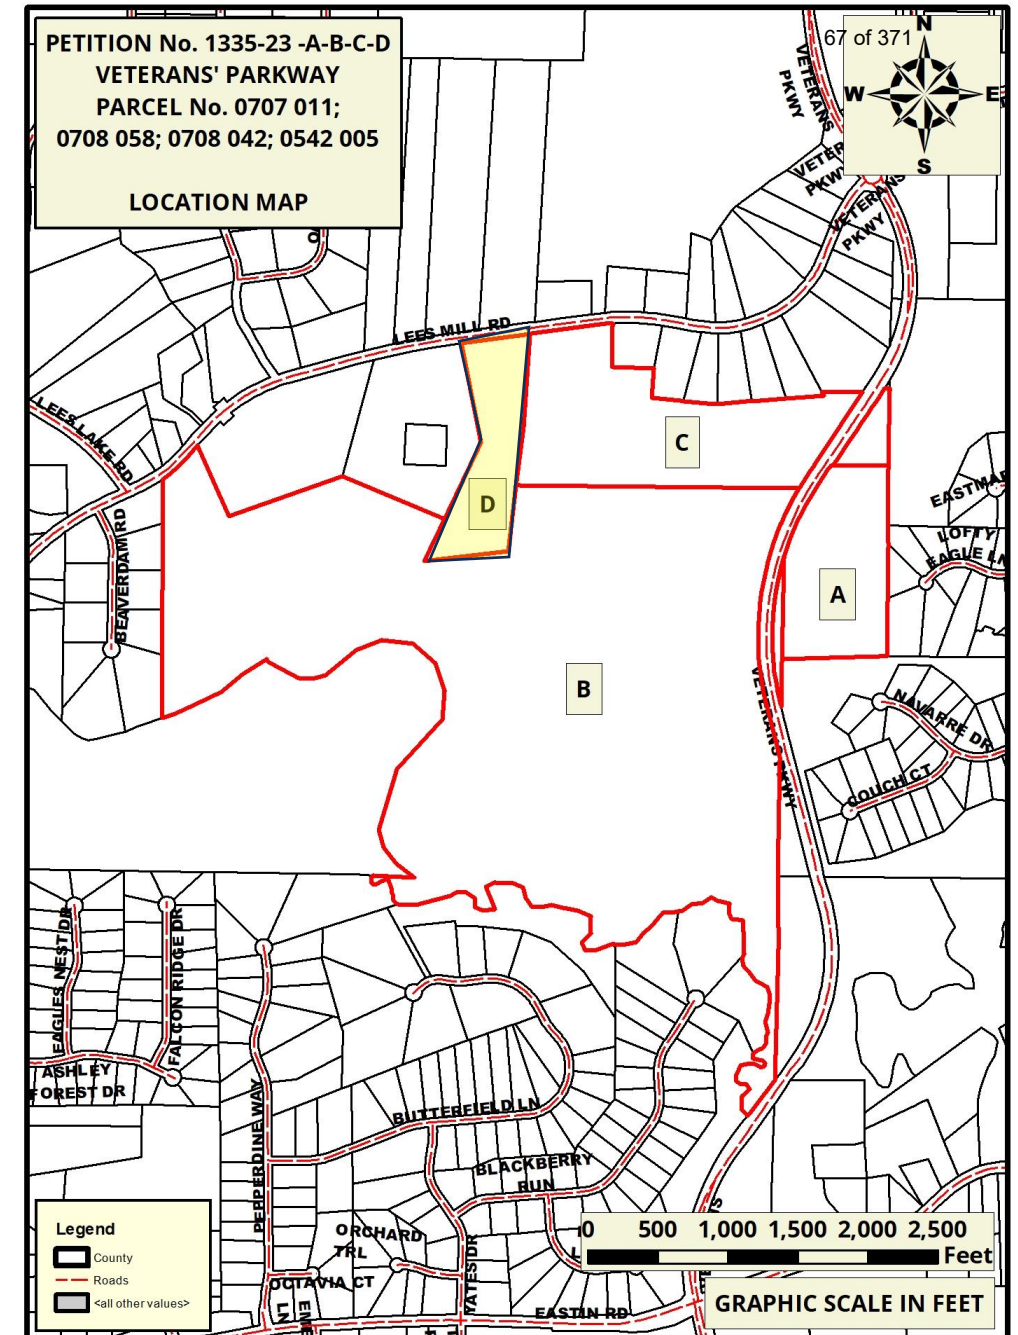 PETITION No. 1335-23 -A-B-C-D
VETERANS' PARKWAY
PARCEL No. 0707 011;
0708 058; 0708 042; 0542 005
LOCATION MAP
67 of 371
N
W
E
S
VETERANS
PKWY
VETER
PKWY
VETERANS
PKWY
O
LEES MILL RD
LEES LAKE RD
BEAVERDAM RD
C
D
A
B
EASTMAR
LOFTY
EAGLE LN
VETERANS PKWY
NAVARRE DR
COUCH CT
EAGLES NEST DR
FALCON RIDGE DR
ASHLEY
FOREST DR
PEPPERDINE WAY
BUTTERFIELD LN
BLACKBERRY
RUN
ORCHARD
TRL
OCTAVIA CT
YATES DR
LN
EASTIN RD
Legend
County
Roads
<all other values>
0 500 1,000 1,500 2,000 2,500
Feet
GRAPHIC SCALE IN FEET